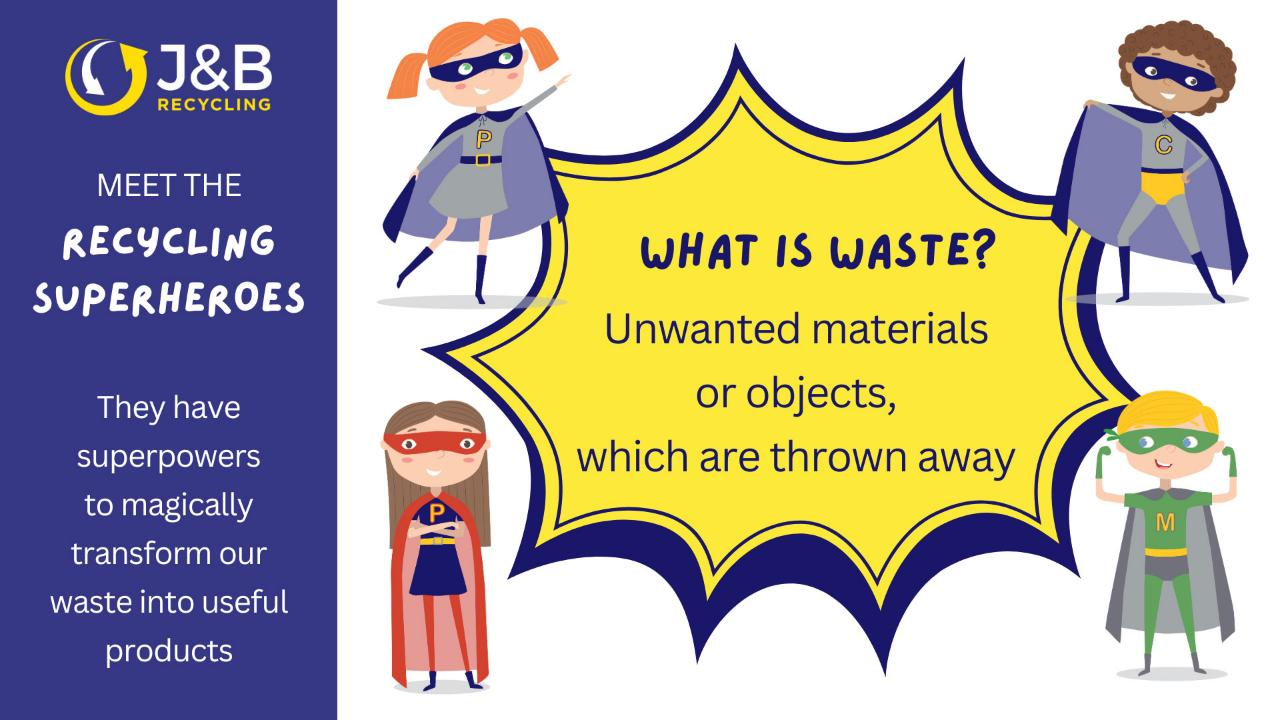 J&B
RECYCLING
MEET THE
RECYCLING
SUPERHEROES
They have
superpowers
to magically
transform our
waste into useful
products
P
C
WHAT IS WASTE?
Unwanted materials
or objects,
which are thrown away
P
M